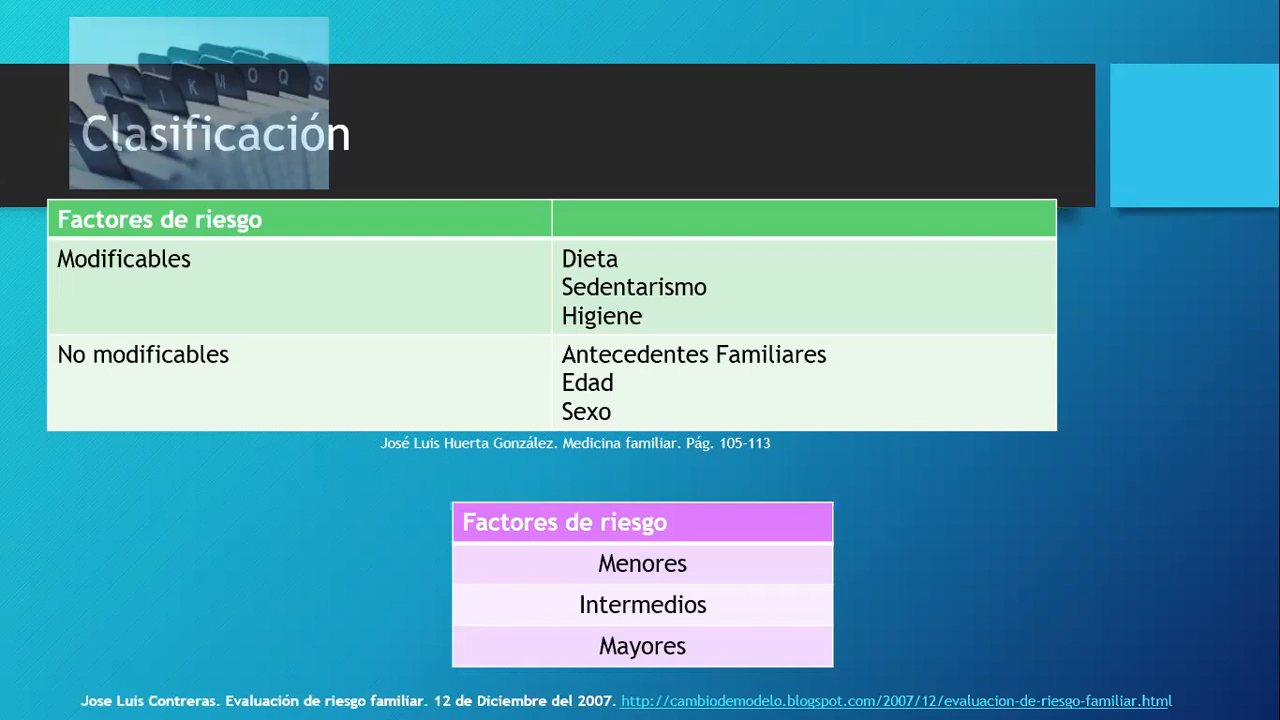 Clasificación
K M O Q S
Factores de riesgo
Modificables
Dieta
Sedentarismo
Higiene
No modificables
Antecedentes Familiares
Edad
Sexo
José Luis Huerta González. Medicina familiar. Pág. 105-113
Factores de riesgo
Menores
Intermedios
Mayores
Jose Luis Contreras. Evaluación de riesgo familiar. 12 de Diciembre del 2007. http://cambiodemodelo.blogspot.com/2007/12/evaluacion-de-riesgo-familiar.html